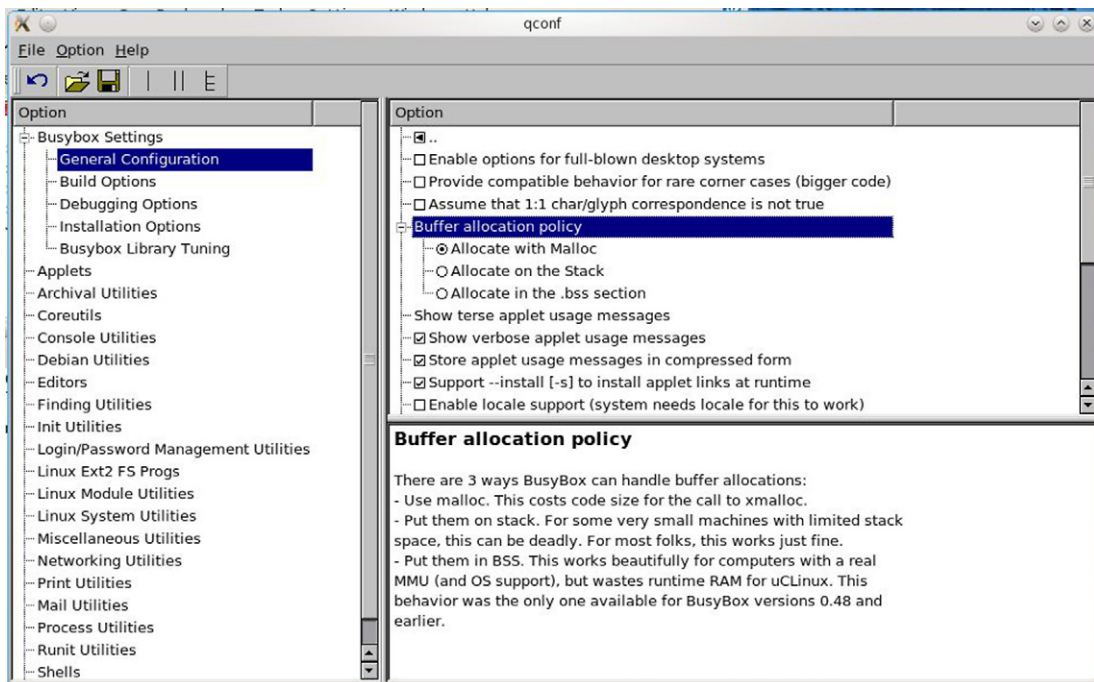 qconf
File Option Help
Option
Busybox Settings
General Configuration
Build Options
Debugging Options
Installation Options
Busybox Library Tuning
Applets
Archival Utilities
Coreutils
Console Utilities
Debian Utilities
Editors
Finding Utilities
Init Utilities
Login/Password Management Utilities
Linux Ext2 FS Progs
Linux Module Utilities
Linux System Utilities
Miscellaneous Utilities
Networking Utilities
Print Utilities
Mail Utilities
Process Utilities
Runit Utilities
Shells
Option
..
Enable options for full-blown desktop systems
Provide compatible behavior for rare corner cases (bigger code)
Assume that 1:1 char/glyph correspondence is not true
Buffer allocation policy
Allocate with Malloc
Allocate on the Stack
Allocate in the .bss section
Show terse applet usage messages
Show verbose applet usage messages
Store applet usage messages in compressed form
Support --install [-s] to install applet links at runtime
Enable locale support (system needs locale for this to work)
Buffer allocation policy
There are 3 ways BusyBox can handle buffer allocations:
- Use malloc. This costs code size for the call to xmalloc.
- Put them on stack. For some very small machines with limited stack
space, this can be deadly. For most folks, this works just fine.
- Put them in BSS. This works beautifully for computers with a real
MMU (and OS support), but wastes runtime RAM for uCLinux. This
behavior was the only one available for BusyBox versions 0.48 and
earlier.